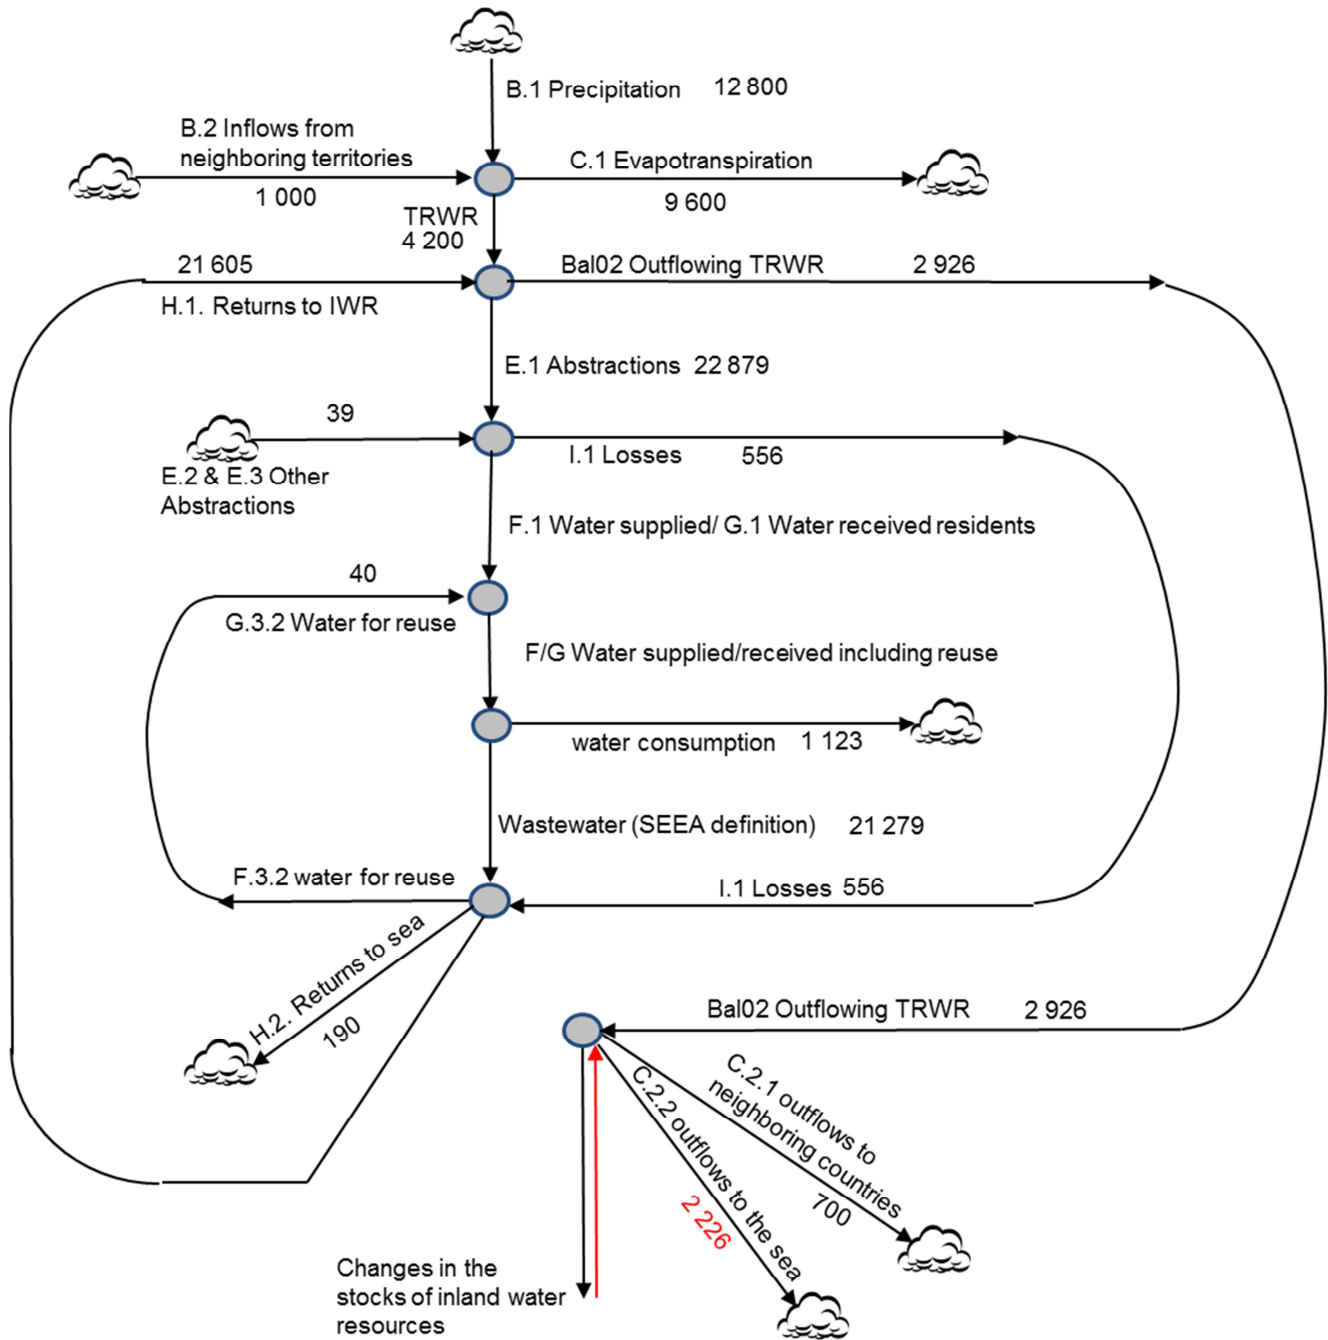 B.1 Precipitation 12 800
B.2 Inflows from
neighboring territories
1 000
C.1 Evapotranspiration
9 600
TRWR
4 200
21 605
H.1. Returns to IWR
Bal02 Outflowing TRWR 2 926
E.1 Abstractions 22 879
39
E.2 & E.3 Other
Abstractions
I.1 Losses 556
F.1 Water supplied/ G.1 Water received residents
40
G.3.2 Water for reuse
F/G Water supplied/received including reuse
water consumption 1 123
Wastewater (SEEA definition) 21 279
F.3.2 water for reuse
I.1 Losses 556
H.2. Returns to sea
190
Bal02 Outflowing TRWR 2 926
C.2.1 outflows to
neighboring countries
700
C.2.2 outflows to the sea
2 226
Changes in the
stocks of inland water
resources